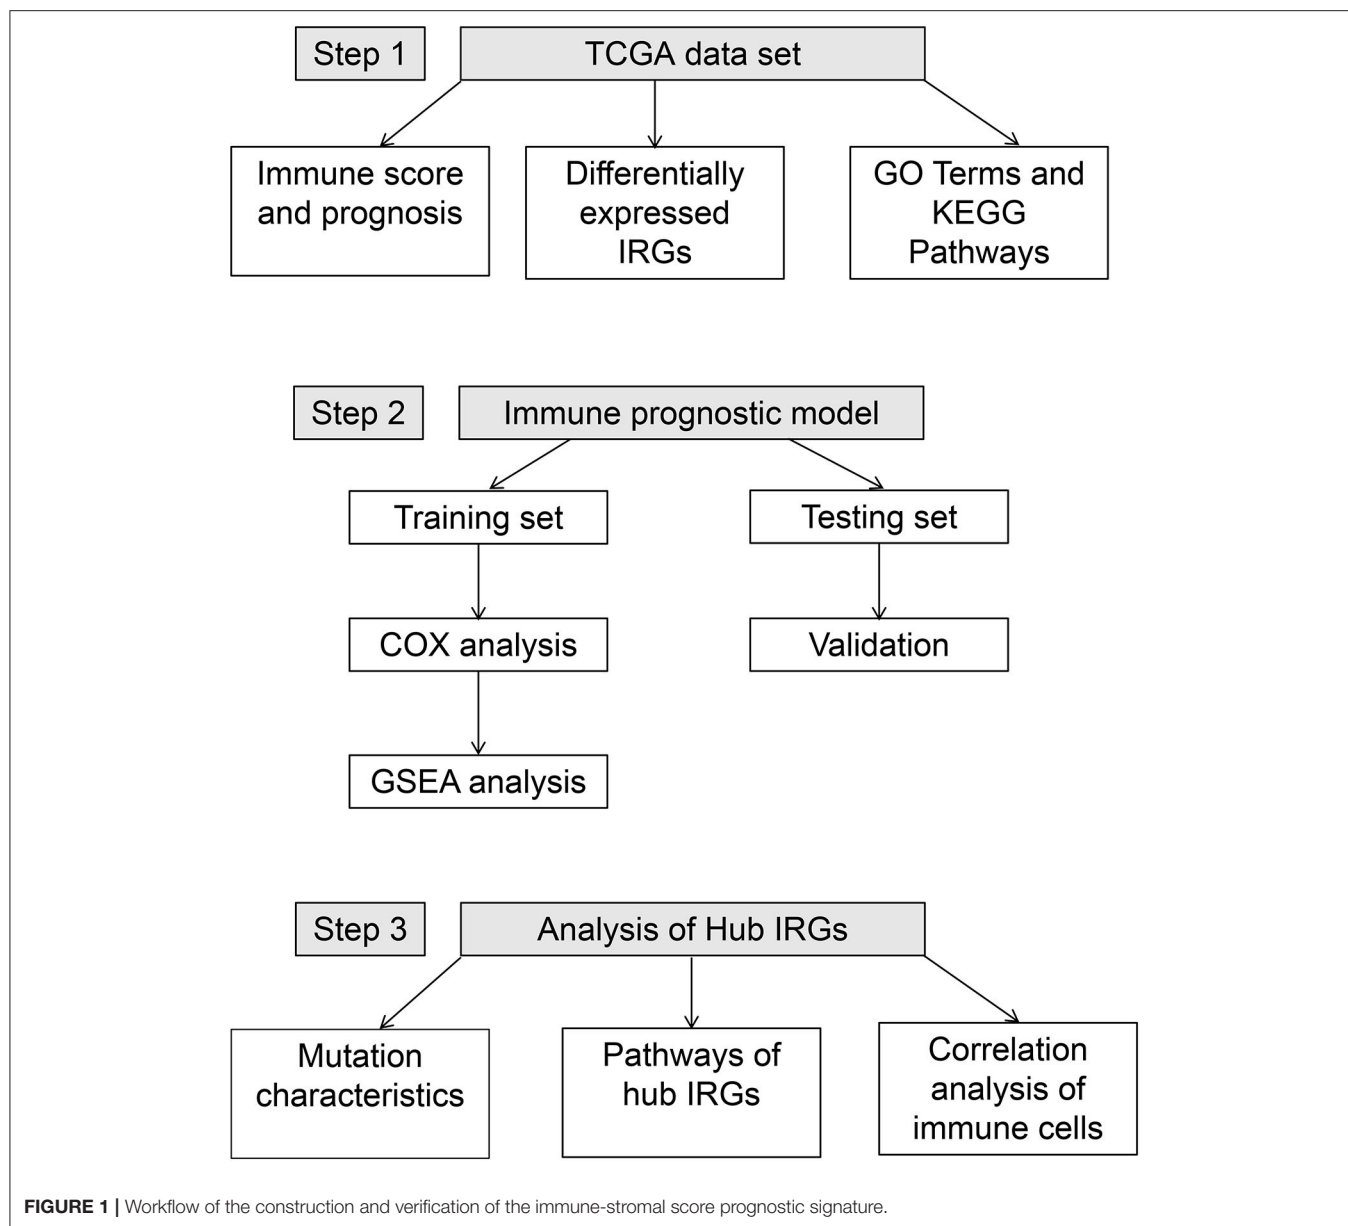 Step 1
TCGA data set
Immune score
and prognosis
Differentially
expressed
IRGs
GO Terms and
KEGG
Pathways
Step 2
Immune prognostic model
Training set
Testing set
COX analysis
Validation
GSEA analysis
Step 3
Analysis of Hub IRGs
Mutation
characteristics
Pathways of
hub IRGs
Correlation
analysis of
immune cells
FIGURE 1 | Workflow of the construction and verification of the immune-stromal score prognostic signature.